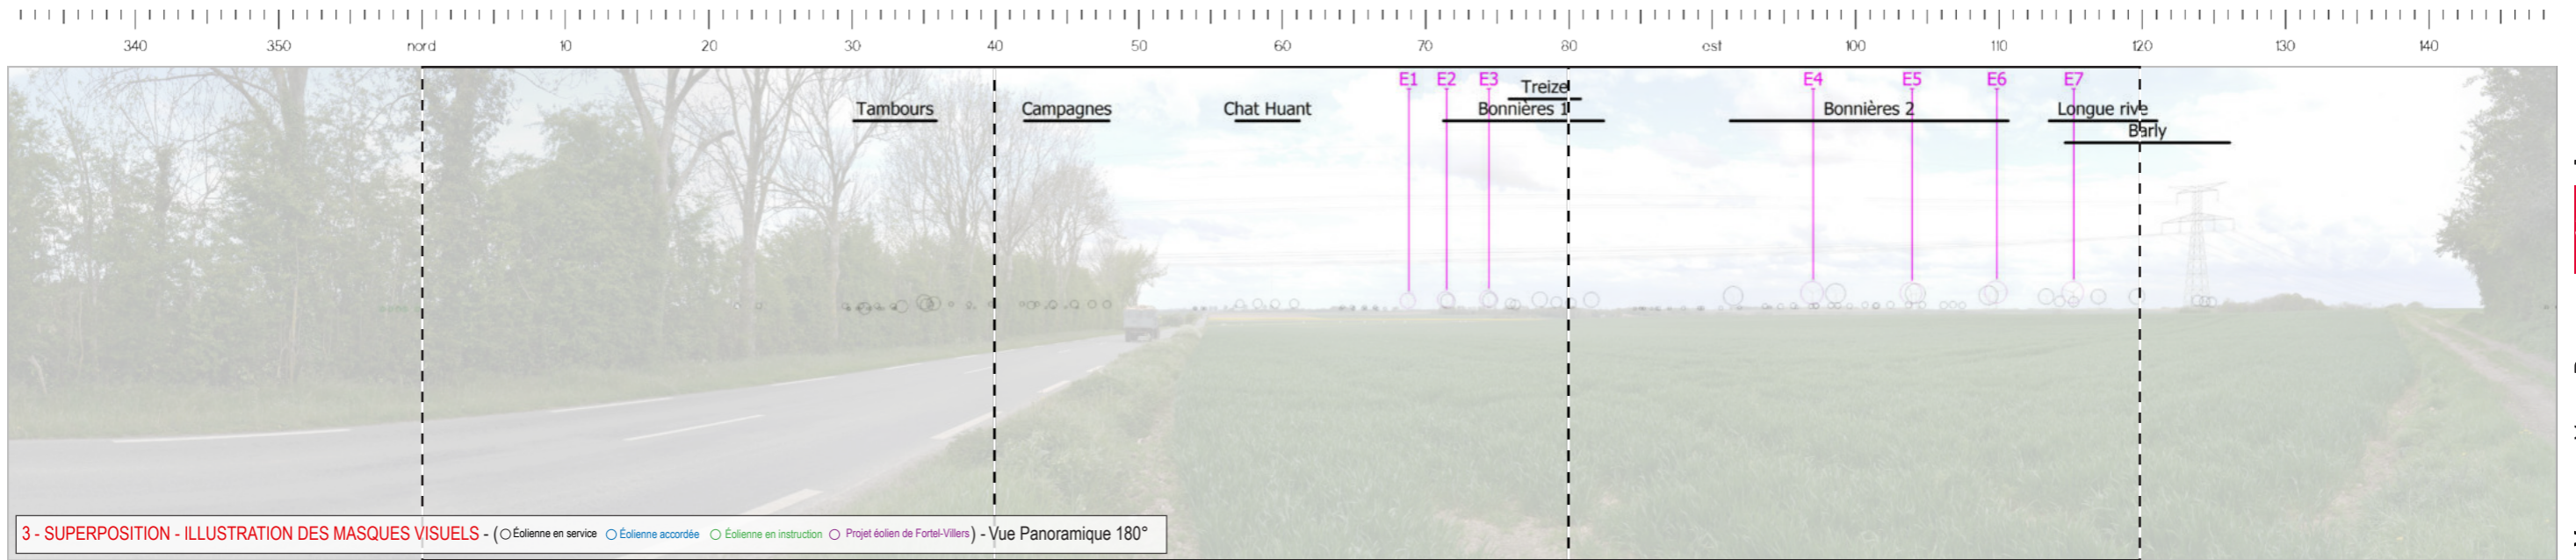 340 350 nord 10 20 30 40 50 60 70 80 est 100 110 120 130 140
E1 E2 E3 E4 E5 E6 E7
Treize
Tambours Campagnes Chat Huant Bonnières 1 Bonnières 2 Longue rive
Barly
3 - SUPERPOSITION - ILLUSTRATION DES MASQUES VISUELS - (Éolienne en service Éolienne accordée Éolienne en instruction Projet éolien de Fortel-Villers) - Vue Panoramique 180°